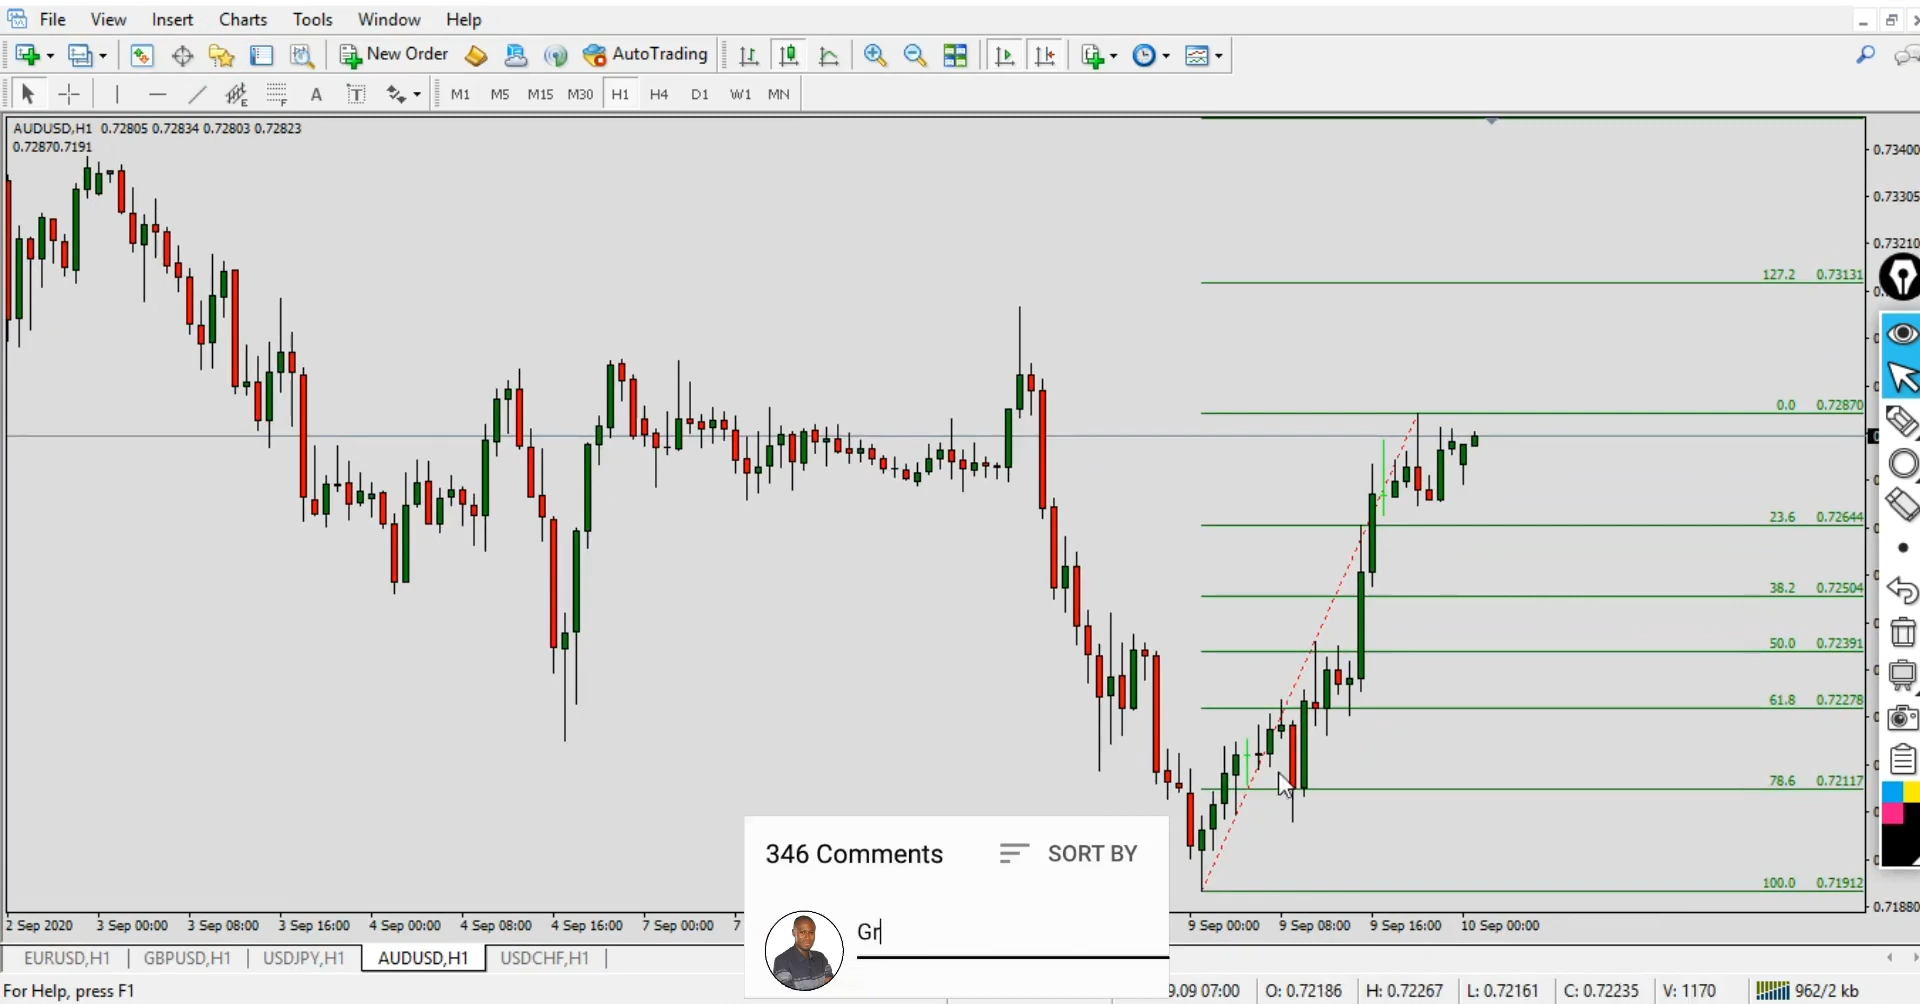 File View Insert Charts Tools Window Help
New Order AutoTrading
E F A T M1 M5 M15 M30 H1 H4 D1 W1 MN
AUDUSD,H1 0.72805 0.72834 0.72803 0.72823
0.72870.7191
0.73400
0.73305
0.73210
127.2 0.73131
0.0 0.72870
23.6 0.72644
38.2 0.72504
50.0 0.72391
61.8 0.72278
78.6 0.72117
100.0 0.71912
0.71880
346 Comments SORT BY
Gr
2 Sep 2020 3 Sep 00:00 3 Sep 08:00 3 Sep 16:00 4 Sep 00:00 4 Sep 08:00 4 Sep 16:00 7 Sep 00:00 7 9 Sep 00:00 9 Sep 08:00 9 Sep 16:00 10 Sep 00:00
EURUSD,H1 GBPUSD,H1 USDJPY,H1 AUDUSD,H1 USDCHF,H1
For Help, press F1 9.09 07:00 O: 0.72186 H: 0.72267 L: 0.72161 C: 0.72235 V: 1170 962/2 kb